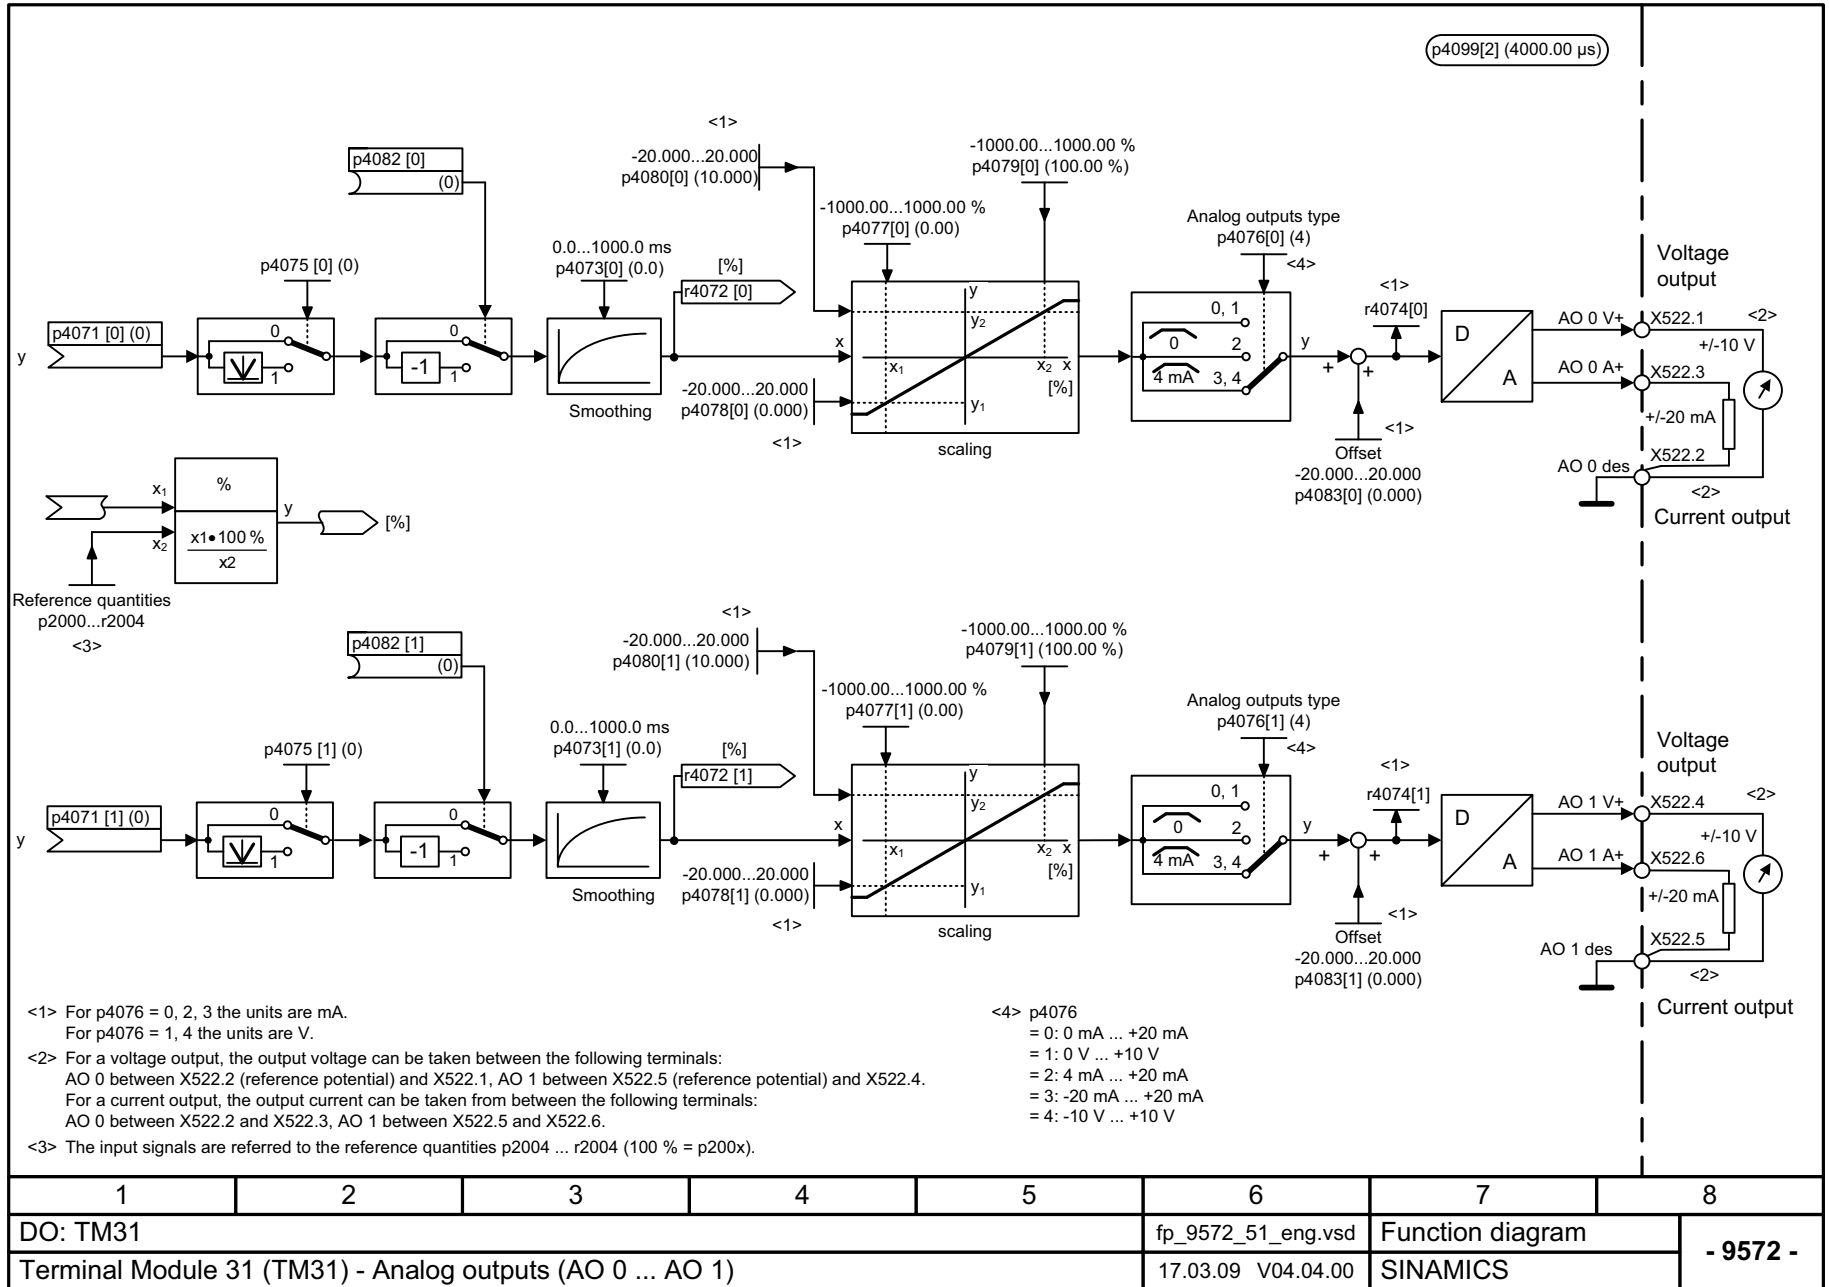 p4099[2] (4000.00 µs)
<1>
-20.000...20.000
p4080[0] (10.000)
-1000.00...1000.00 %
p4079[0] (100.00 %)
p4082 [0]
(0)
-1000.00...1000.00 %
p4077[0] (0.00)
Analog outputs type
p4076[0] (4)
<4>
p4075 [0] (0)
0.0...1000.0 ms
p4073[0] (0.0)
[%]
r4072 [0]
<1>
r4074[0]
Voltage
output
y
p4071 [0] (0)
0
1
0
-1
1
Smoothing
x
y
y2
x1
x2 x
[%]
y1
scaling
-20.000...20.000
p4078[0] (0.000)
<1>
0, 1
0
2
4 mA
3, 4
y
+
+
<1>
Offset
-20.000...20.000
p4083[0] (0.000)
D
A
AO 0 V+
X522.1
<2>
+/-10 V
AO 0 A+
X522.3
+/-20 mA
AO 0 des
X522.2
<2>
Current output
x1
x2
%
x1•100 %
x2
y
[%]
Reference quantities
p2000...r2004
<3>
<1>
-20.000...20.000
p4080[1] (10.000)
-1000.00...1000.00 %
p4079[1] (100.00 %)
p4082 [1]
(0)
-1000.00...1000.00 %
p4077[1] (0.00)
Analog outputs type
p4076[1] (4)
<4>
p4075 [1] (0)
0.0...1000.0 ms
p4073[1] (0.0)
[%]
r4072 [1]
<1>
r4074[1]
Voltage
output
y
p4071 [1] (0)
0
1
0
-1
1
Smoothing
x
y
y2
x1
x2 x
[%]
y1
scaling
-20.000...20.000
p4078[1] (0.000)
<1>
0, 1
0
2
4 mA
3, 4
y
+
+
<1>
Offset
-20.000...20.000
p4083[1] (0.000)
D
A
AO 1 V+
X522.4
<2>
+/-10 V
AO 1 A+
X522.6
+/-20 mA
AO 1 des
X522.5
<2>
Current output
<1> For p4076 = 0, 2, 3 the units are mA.
For p4076 = 1, 4 the units are V.
<2> For a voltage output, the output voltage can be taken between the following terminals:
AO 0 between X522.2 (reference potential) and X522.1, AO 1 between X522.5 (reference potential) and X522.4.
For a current output, the output current can be taken from between the following terminals:
AO 0 between X522.2 and X522.3, AO 1 between X522.5 and X522.6.
<3> The input signals are referred to the reference quantities p2004 ... r2004 (100 % = p200x).
<4> p4076
= 0: 0 mA ... +20 mA
= 1: 0 V ... +10 V
= 2: 4 mA ... +20 mA
= 3: -20 mA ... +20 mA
= 4: -10 V ... +10 V
1 2 3 4 5 6 7 8
DO: TM31
fp_9572_51_eng.vsd
Function diagram
- 9572 -
Terminal Module 31 (TM31) - Analog outputs (AO 0 ... AO 1)
17.03.09 V04.04.00
SINAMICS